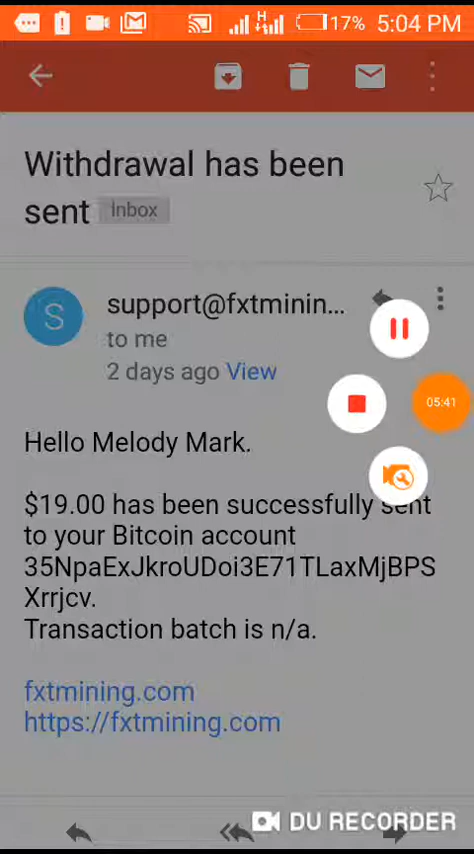 17% 5:04 PM
Withdrawal has been
sent Inbox
S support@fxtminin...
to me
2 days ago View
05:41
Hello Melody Mark.
$19.00 has been successfully sent
to your Bitcoin account
35NpaExJkroUDoi3E71TLaxMjBPS
Xrrjcv.
Transaction batch is n/a.
fxtmining.com
https://fxtmining.com
DU RECORDER